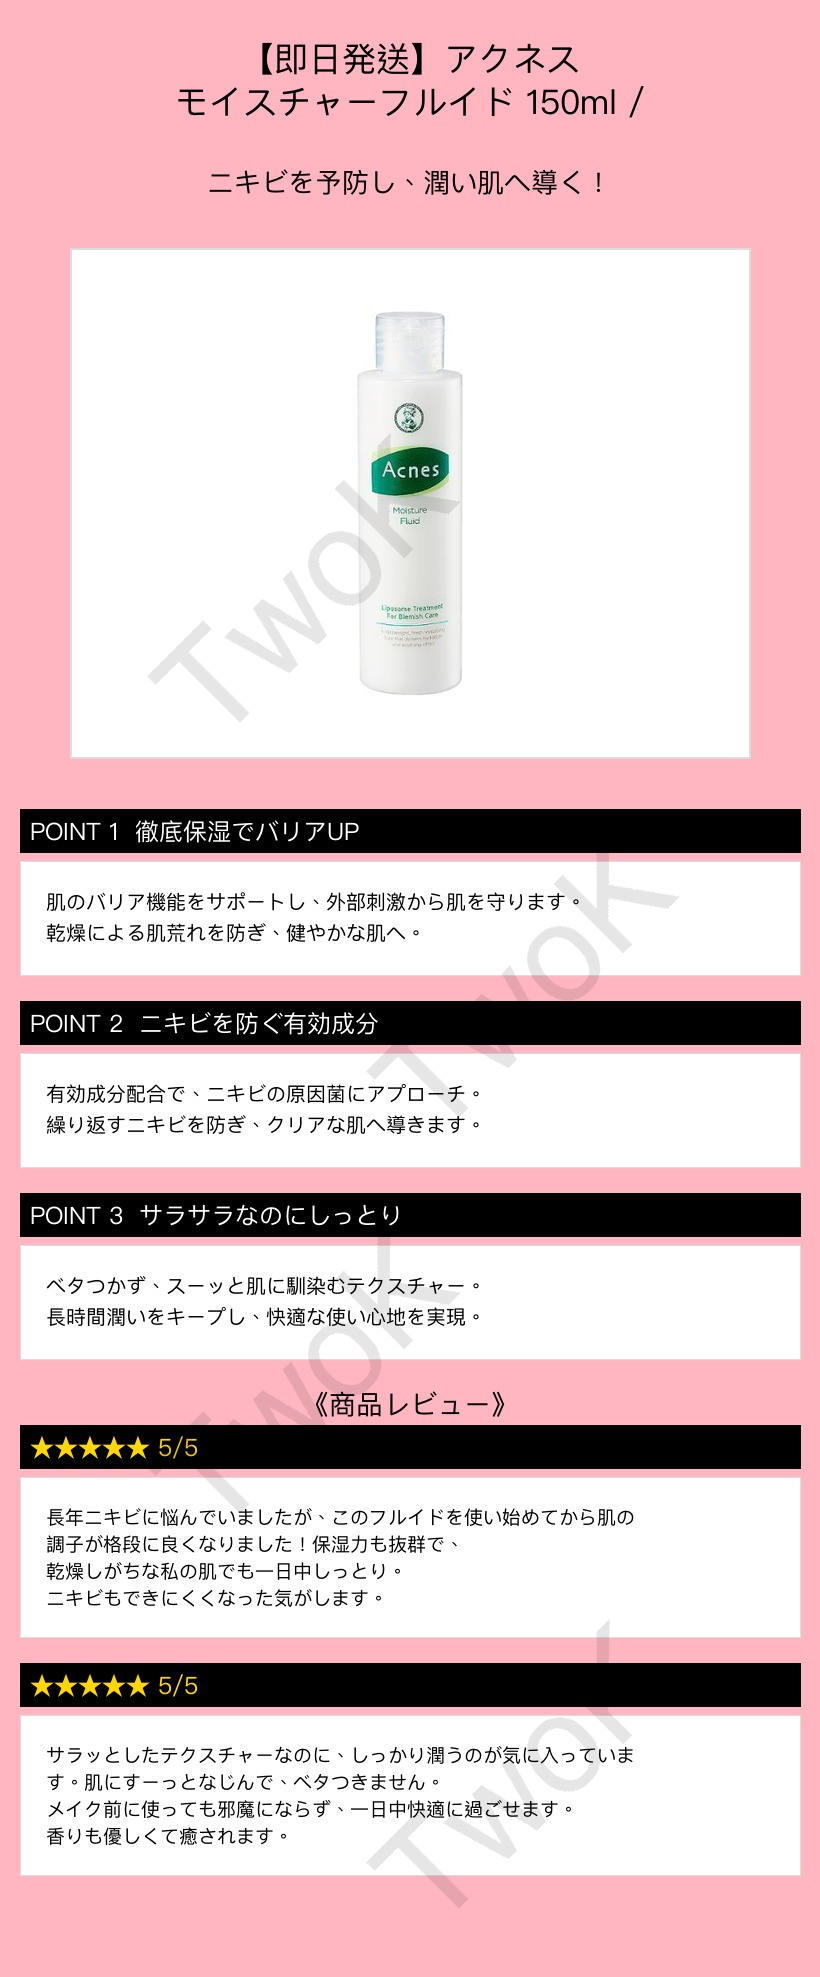 【即日発送】アクネス
モイスチャーフルイド 150ml /
ニキビを予防し、潤い肌へ導く！
Acnes
Moisture
Fluid
Liposome Treatment
For Blemish Care
TwoK
POINT 1 徹底保湿でバリアUP
肌のバリア機能をサポートし、外部刺激から肌を守ります。
乾燥による肌荒れを防ぎ、健やかな肌へ。
TwoK
POINT 2 ニキビを防ぐ有効成分
有効成分配合で、ニキビの原因菌にアプローチ。
繰り返すニキビを防ぎ、クリアな肌へ導きます。
POINT 3 サラサラなのにしっとり
ベタつかず、スーッと肌に馴染むテクスチャー。
長時間潤いをキープし、快適な使い心地を実現。
TwoK
《商品レビュー》
★★★★★ 5/5
長年ニキビに悩んでいましたが、このフルイドを使い始めてから肌の
調子が格段に良くなりました！保湿力も抜群で、
乾燥しがちな私の肌でも一日中しっとり。
ニキビもできにくくなった気がします。
★★★★★ 5/5
サラッとしたテクスチャーなのに、しっかり潤うのが気に入っていま
す。肌にすーっとなじんで、ベタつきません。
メイク前に使っても邪魔にならず、一日中快適に過ごせます。
香りも優しくて癒されます。
TwoK